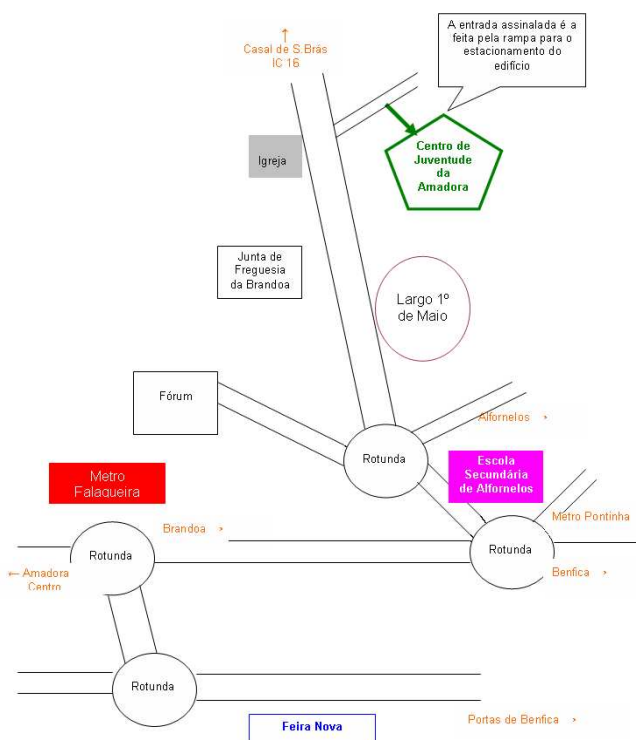 ↑
Casal de S.Brás
IC 16
A entrada assinalada é a
feita pela rampa para o
estacionamento do
edifício
Igreja
Centro de
Juventude
da
Amadora
Junta de
Freguesia
da Brandoa
Largo 1º
de Maio
Fórum
Alfornelos >
Rotunda
Escola
Secundária
de Alfornelos
Metro
Falagueira
Metro Pontinha
Brandoa >
Rotunda
Rotunda
← Amadora
Centro
Benfica >
Rotunda
Feira Nova
Portas de Benfica >